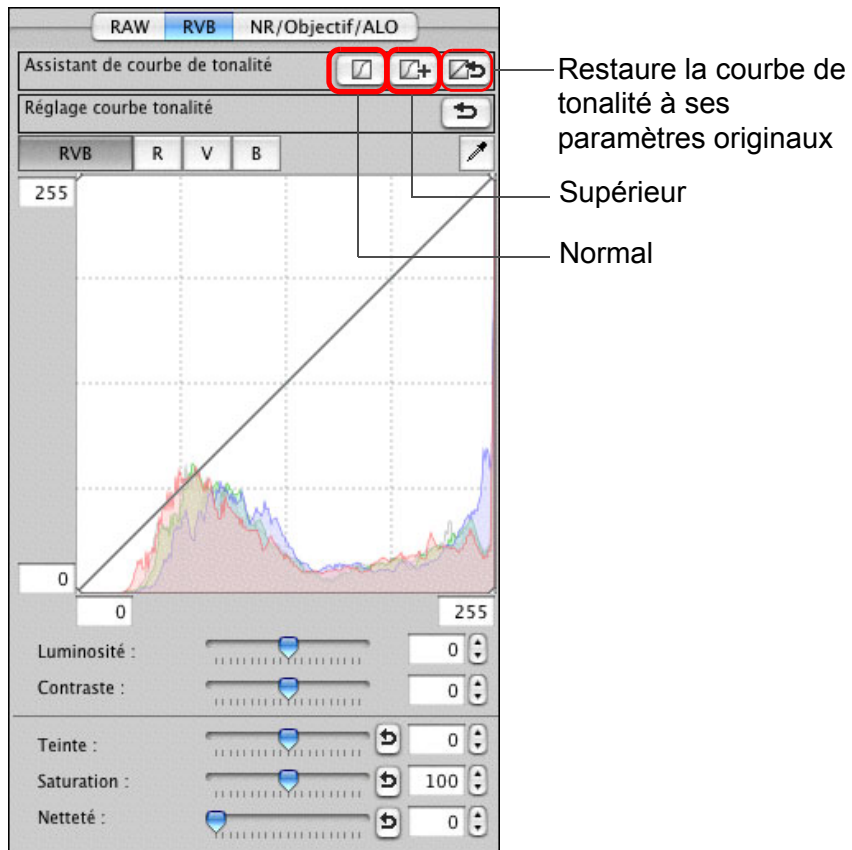 RAW RVB NR/Objectif/ALO
Assistant de courbe de tonalité
Restaure la courbe de
tonalité à ses
paramètres originaux
Réglage courbe tonalité
RVB R V B
Supérieur
Normal
255
0
0 255
Luminosité : 0
Contraste : 0
Teinte : 0
Saturation : 100
Netteté : 0